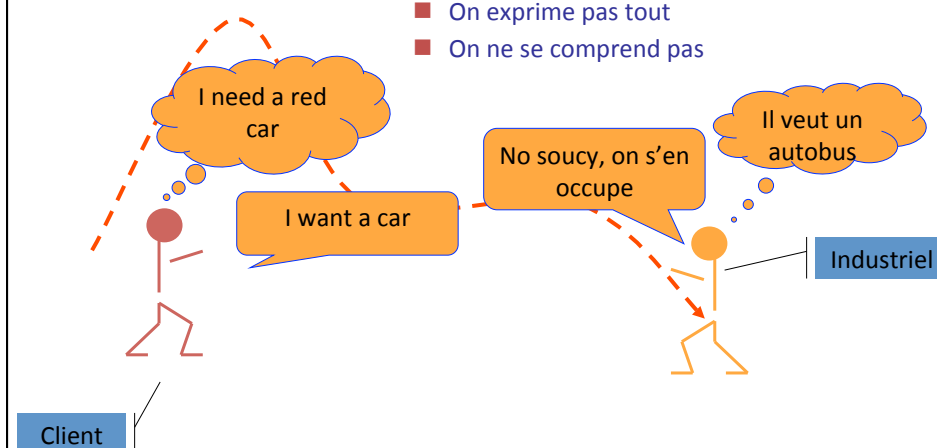 On exprime pas tout
On ne se comprend pas
I need a red
car
Il veut un
autobus
No soucy, on s’en
occupe
I want a car
Industriel
Client